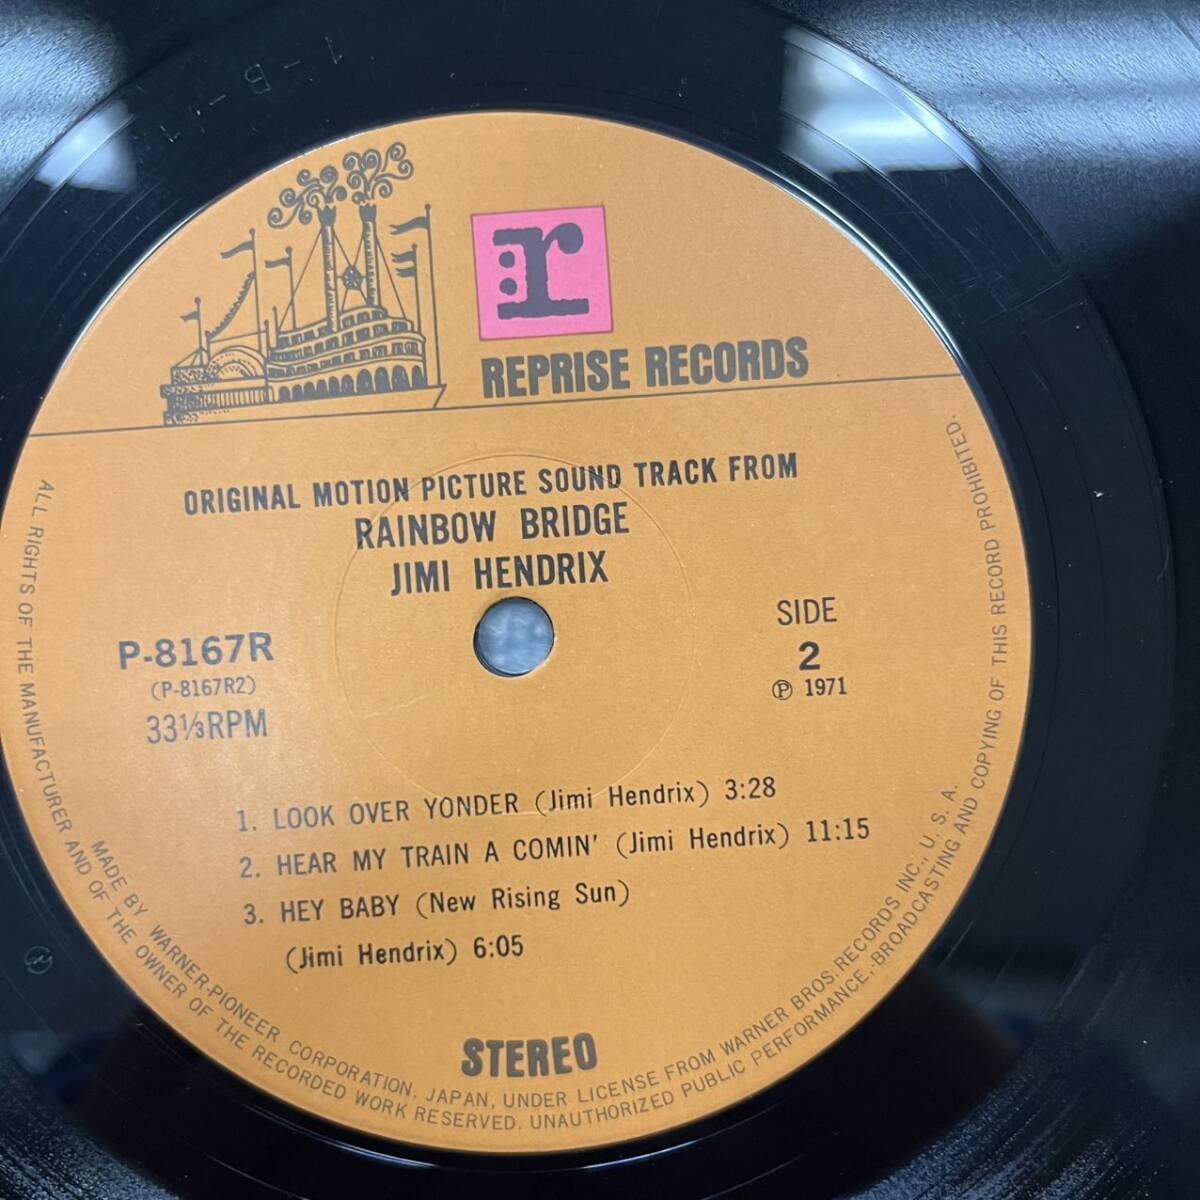 r
REPRISE RECORDS
ORIGINAL MOTION PICTURE SOUND TRACK FROM
RAINBOW BRIDGE
JIMI HENDRIX
P-8167R
(P-8167R2)
33⅓RPM
SIDE
2
Ⓟ 1971
1. LOOK OVER YONDER (Jimi Hendrix) 3:28
2. HEAR MY TRAIN A COMIN' (Jimi Hendrix) 11:15
3. HEY BABY (New Rising Sun)
(Jimi Hendrix) 6:05
STEREO
MADE BY WARNER-PIONEER CORPORATION, JAPAN, UNDER LICENSE FROM WARNER BROS. RECORDS INC., U. S. A.
ALL RIGHTS OF THE MANUFACTURER AND OF THE OWNER OF THE RECORDED WORK RESERVED. UNAUTHORIZED PUBLIC PERFORMANCE, BROADCASTING AND COPYING OF THIS RECORD PROHIBITED.